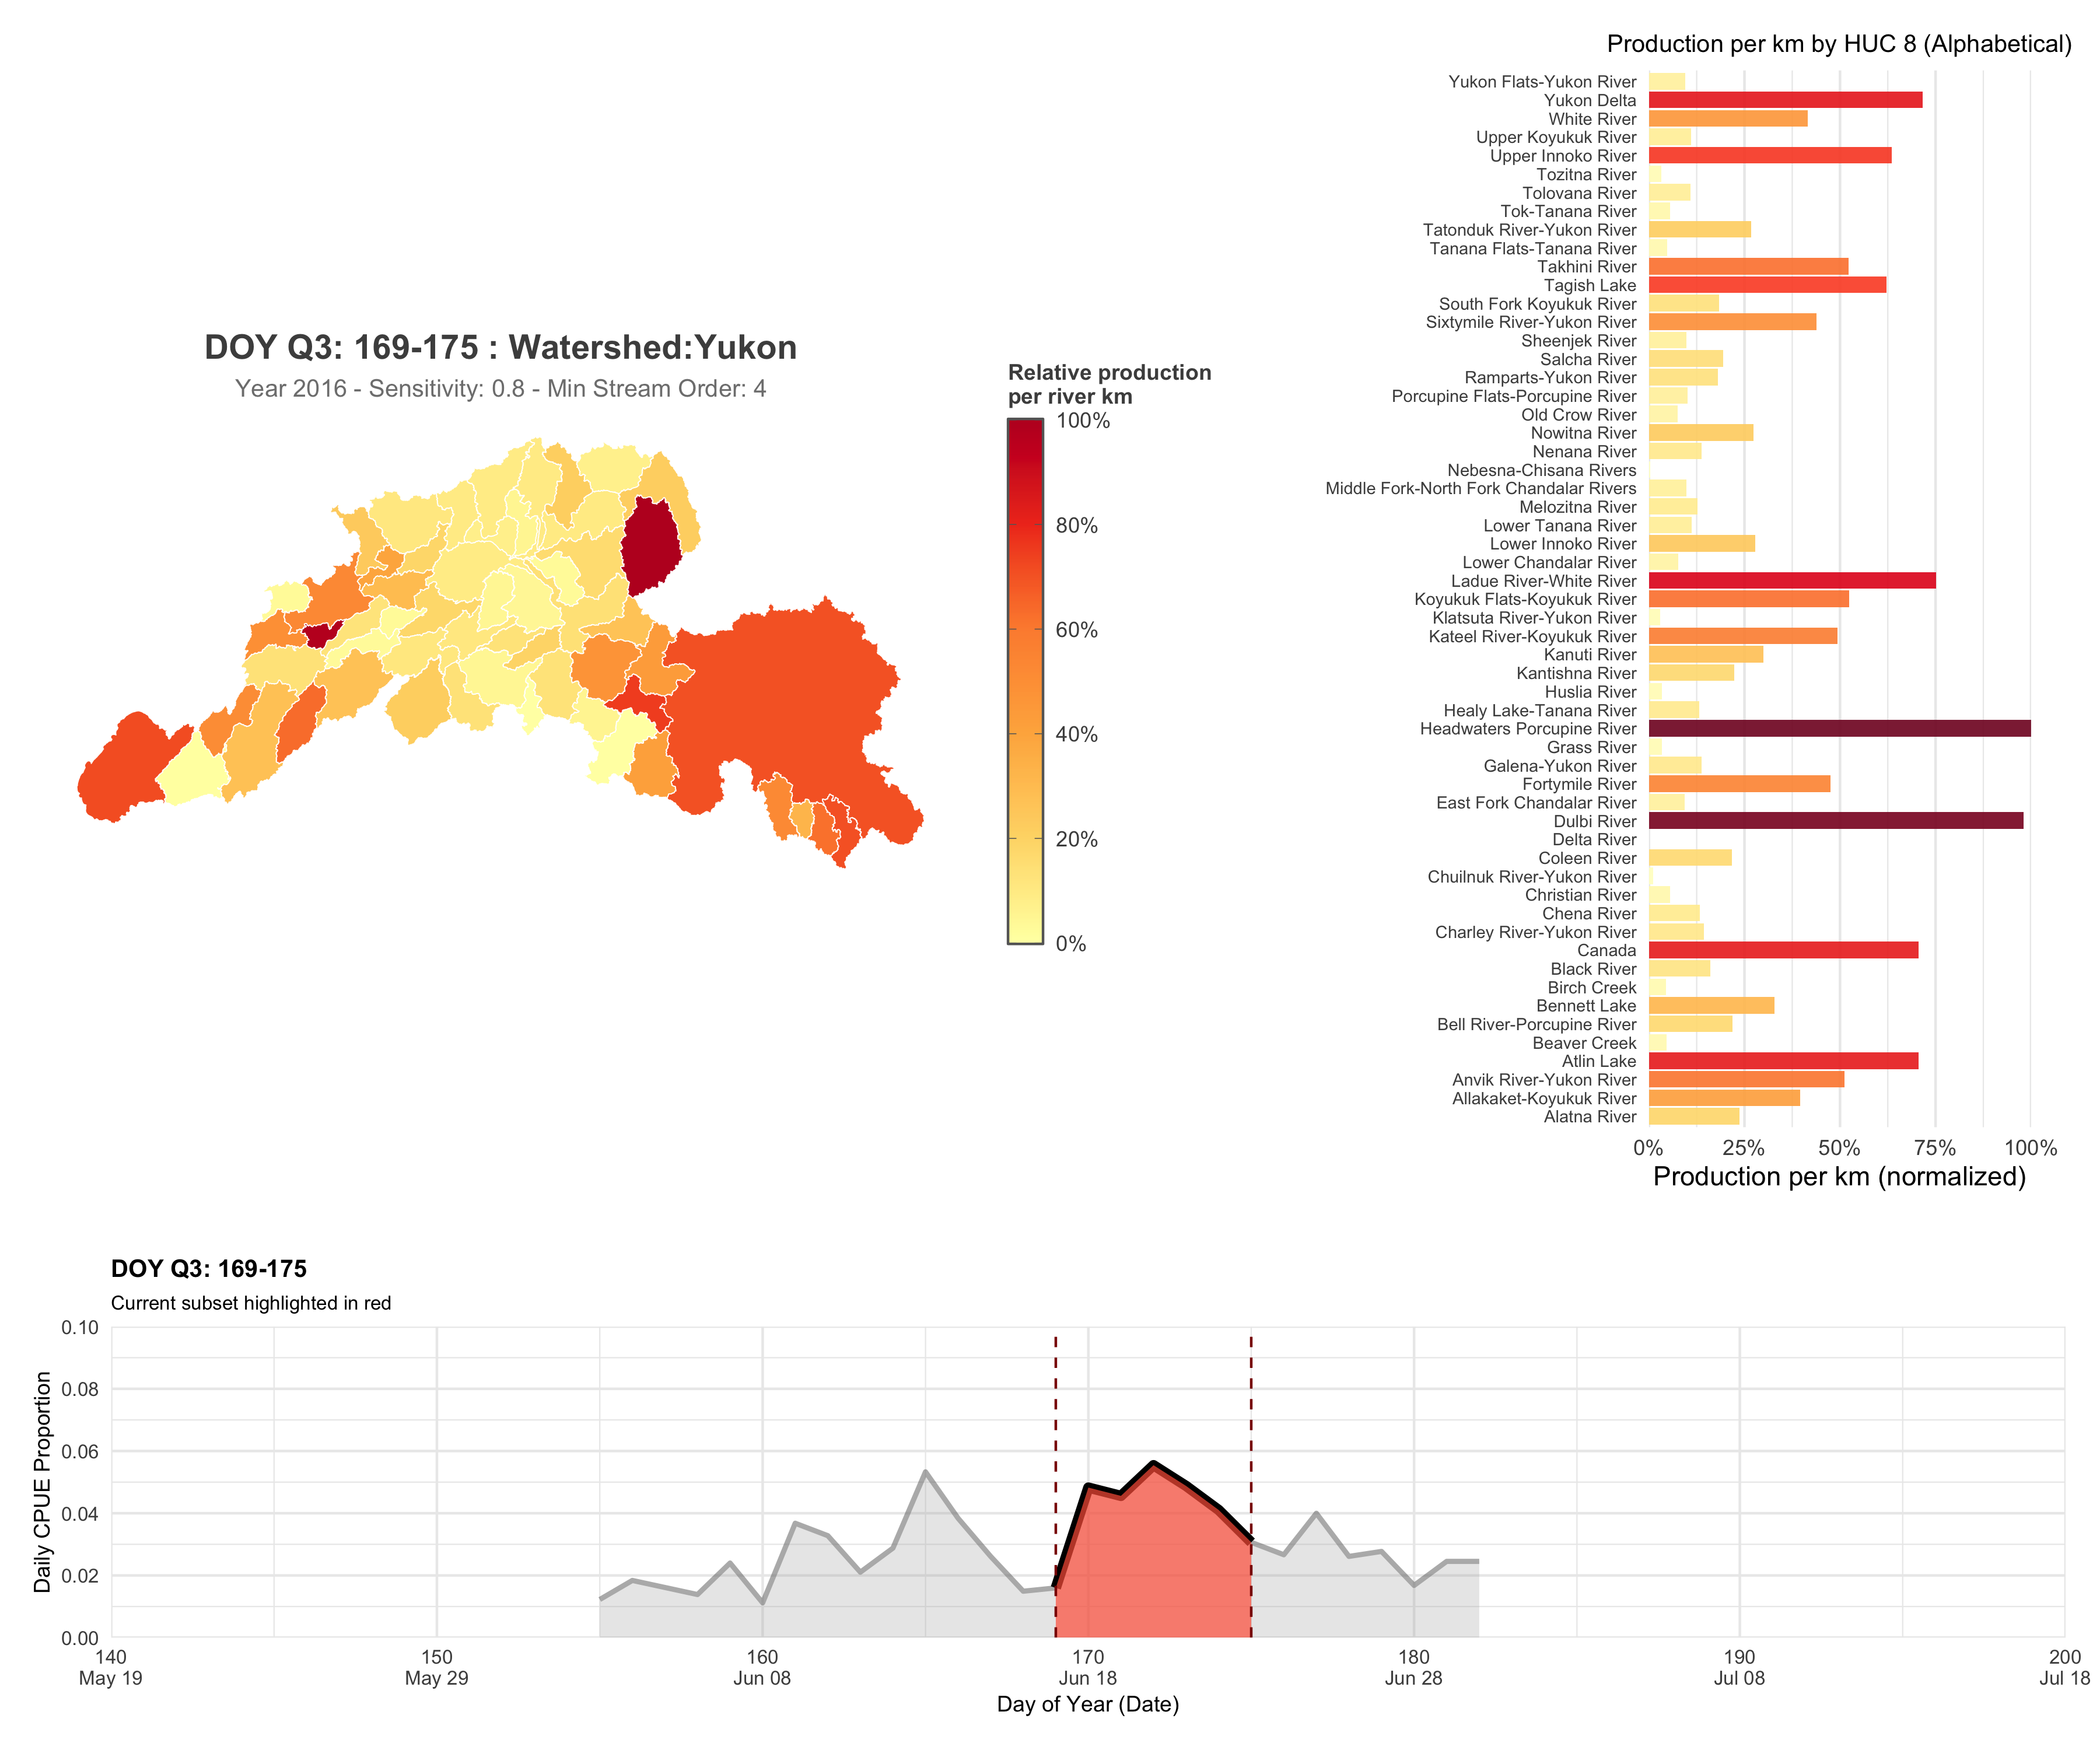 Production per km by HUC 8 (Alphabetical)
Yukon Flats-Yukon River
Yukon Delta
White River
Upper Koyukuk River
Upper Innoko River
Tozitna River
Tolovana River
Tok-Tanana River
Tatonduk River-Yukon River
Tanana Flats-Tanana River
Takhini River
Tagish Lake
South Fork Koyukuk River
Sixtymile River-Yukon River
Sheenjek River
Salcha River
Ramparts-Yukon River
Porcupine Flats-Porcupine River
Old Crow River
Nowitna River
Nenana River
Nebesna-Chisana Rivers
Middle Fork-North Fork Chandalar Rivers
Melozitna River
Lower Tanana River
Lower Innoko River
Lower Chandalar River
Ladue River-White River
Koyukuk Flats-Koyukuk River
Klatsuta River-Yukon River
Kateel River-Koyukuk River
Kanuti River
Kantishna River
Huslia River
Healy Lake-Tanana River
Headwaters Porcupine River
Grass River
Galena-Yukon River
Fortymile River
East Fork Chandalar River
Dulbi River
Delta River
Coleen River
Chuilnuk River-Yukon River
Christian River
Chena River
Charley River-Yukon River
Canada
Black River
Birch Creek
Bennett Lake
Bell River-Porcupine River
Beaver Creek
Atlin Lake
Anvik River-Yukon River
Allakaket-Koyukuk River
Alatna River
0% 25% 50% 75% 100%
Production per km (normalized)
DOY Q3: 169-175 : Watershed:Yukon
Year 2016 - Sensitivity: 0.8 - Min Stream Order: 4
Relative production
per river km
100%
80%
60%
40%
20%
0%
DOY Q3: 169-175
Current subset highlighted in red
Daily CPUE Proportion
0.10
0.08
0.06
0.04
0.02
0.00
140 150 160 170 180 190 200
May 19 May 29 Jun 08 Jun 18 Jun 28 Jul 08 Jul 18
Day of Year (Date)